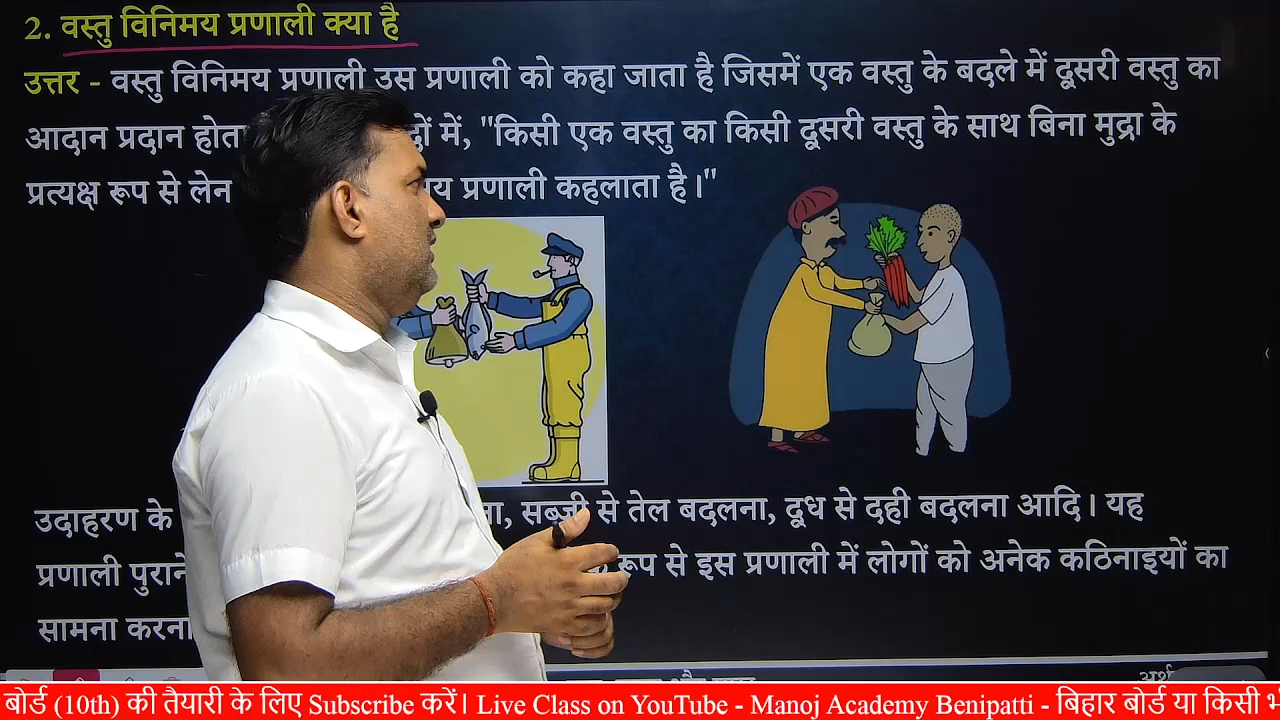 2. वस्तु विनिमय प्रणाली क्या है
उत्तर - वस्तु विनिमय प्रणाली उस प्रणाली को कहा जाता है जिसमें एक वस्तु के बदले में दूसरी वस्तु का
आदान प्रदान होता में, "किसी एक वस्तु का किसी दूसरी वस्तु के साथ बिना मुद्रा के
प्रत्यक्ष रूप से लेन प्रणाली कहलाता है।"
उदाहरण के सब्जी से तेल बदलना, दूध से दही बदलना आदि। यह
प्रणाली रूप से इस प्रणाली में लोगों को अनेक कठिनाइयों का
सामना करना
बोर्ड (10th) की तैयारी के लिए Subscribe करें। Live Class on YouTube - Manoj Academy Benipatti - बिहार बोर्ड या किसी